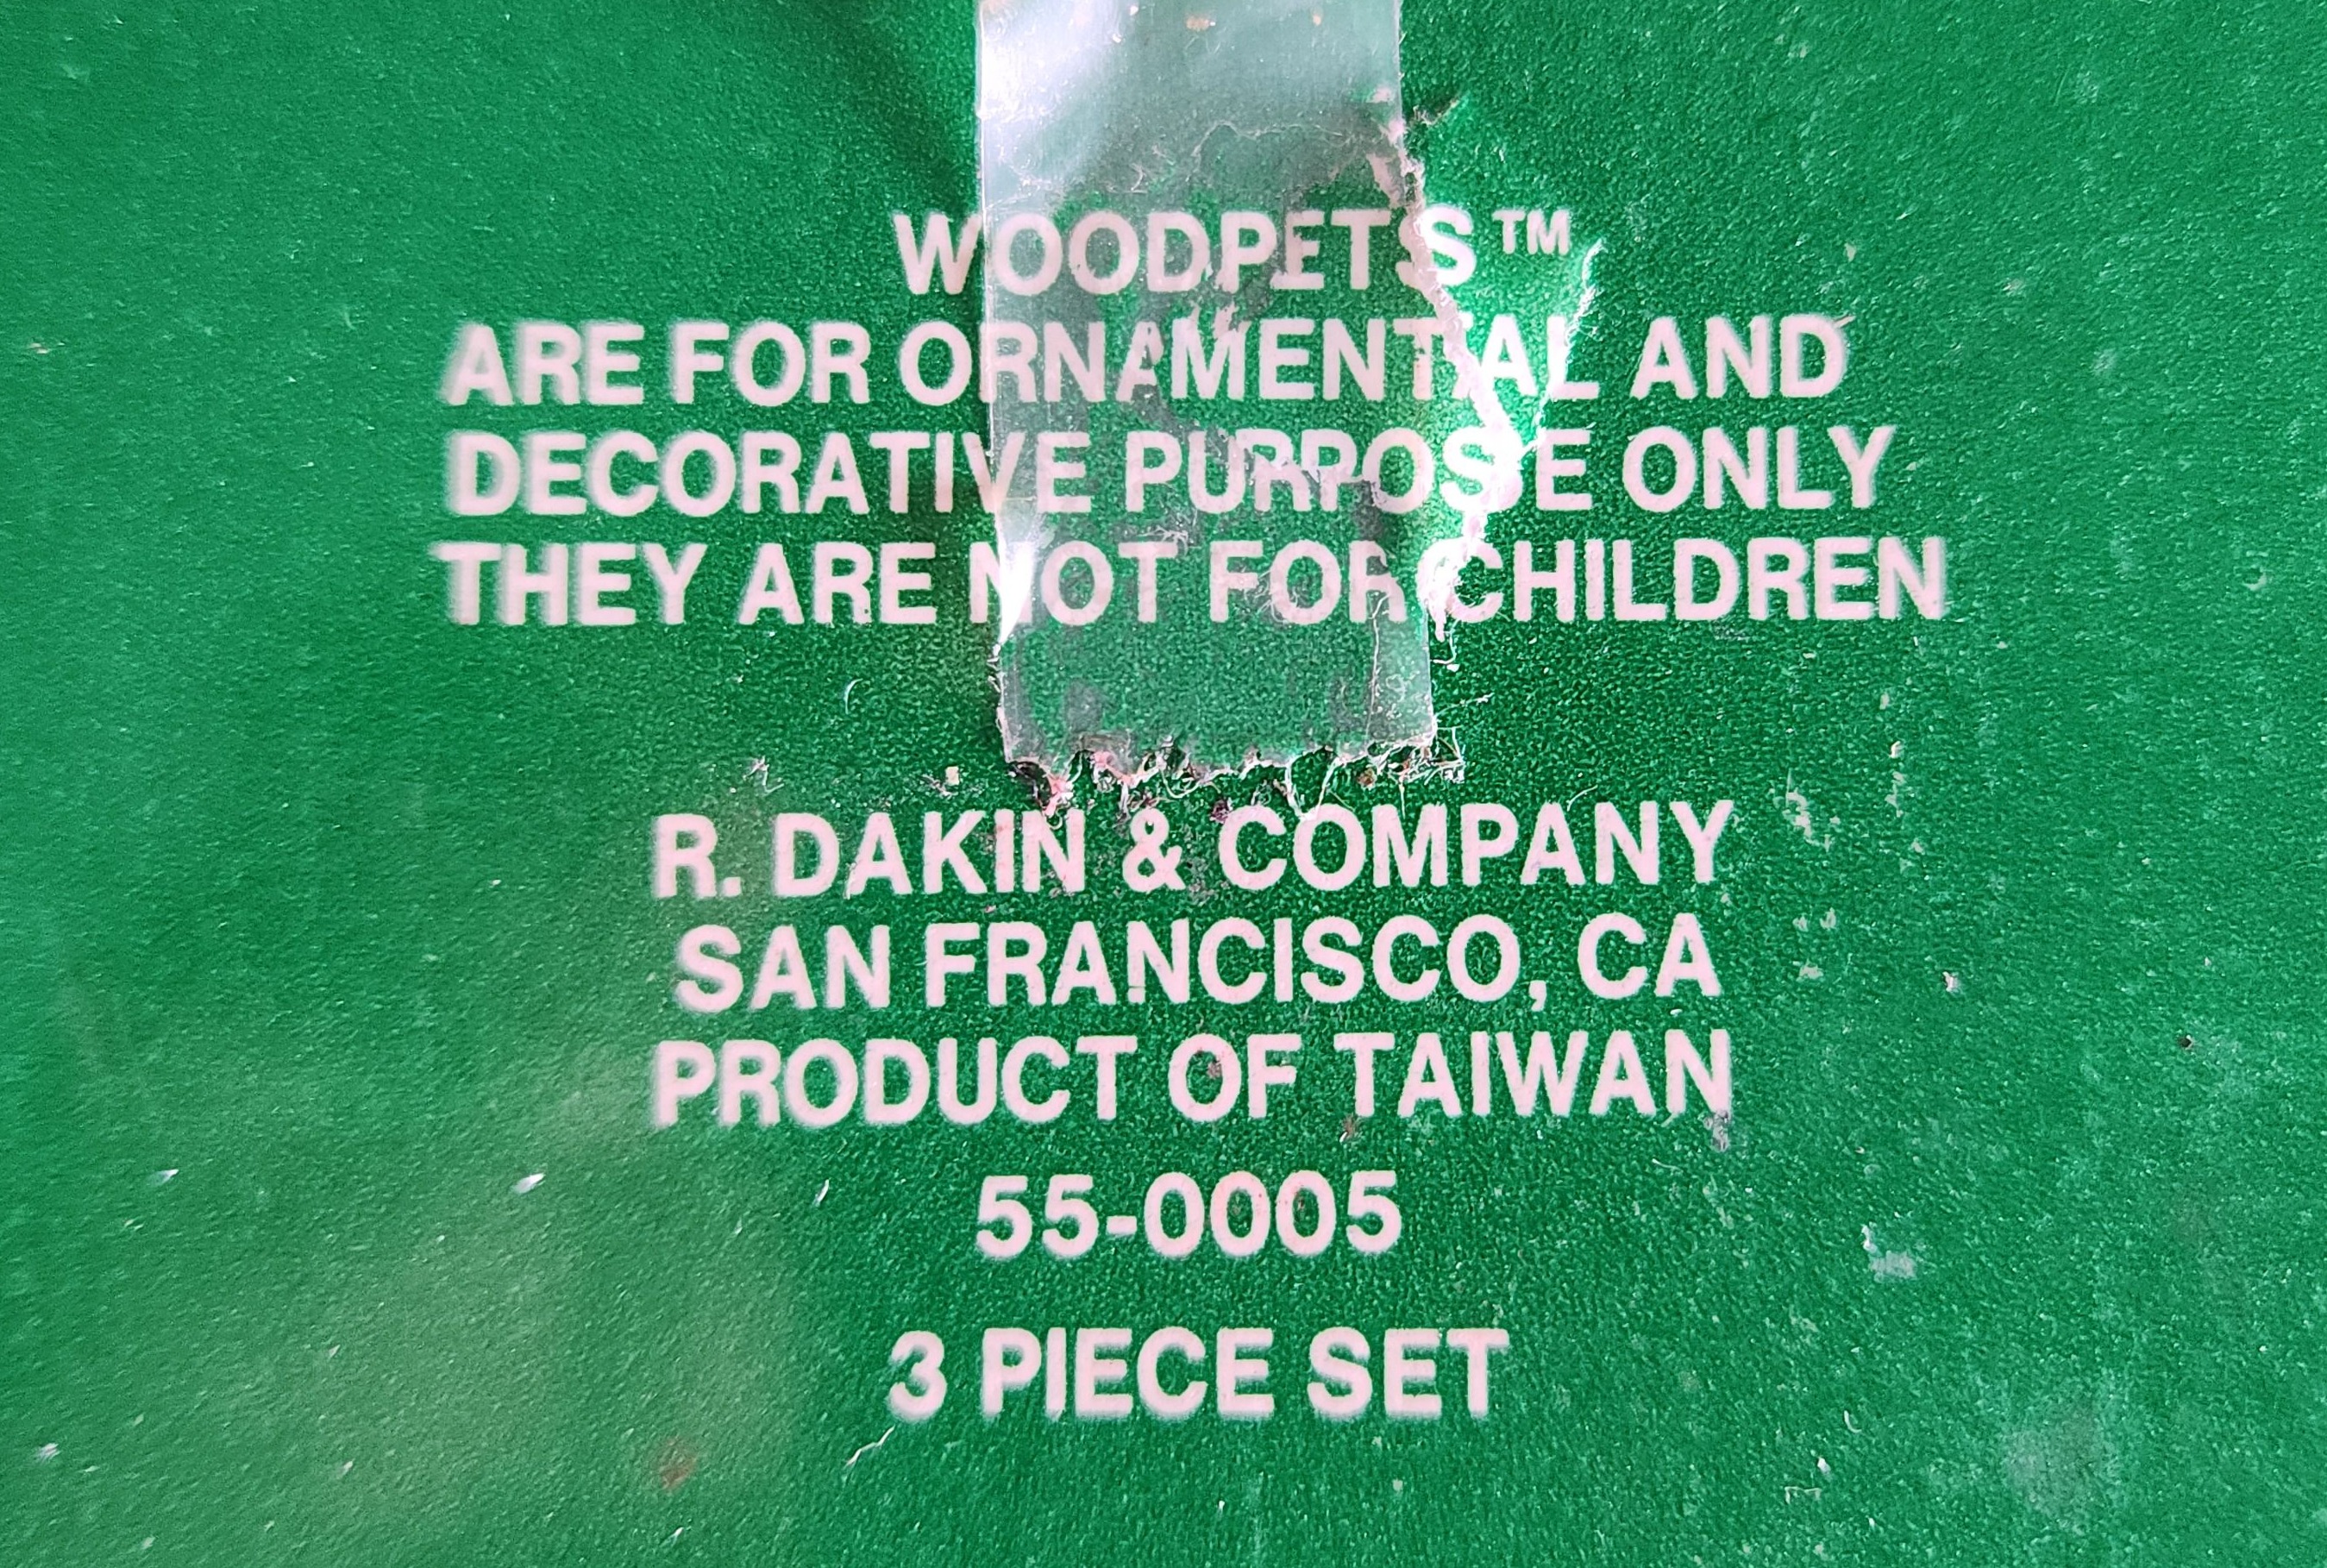 WOODPETS™
ARE FOR ORNAMENTIAL AND
DECORATIVE PURPOSE ONLY
THEY ARE NOT FOR CHILDREN
R. DAKIN & COMPANY
SAN FRANCISCO, CA
PRODUCT OF TAIWAN
55-0005
3 PIECE SET